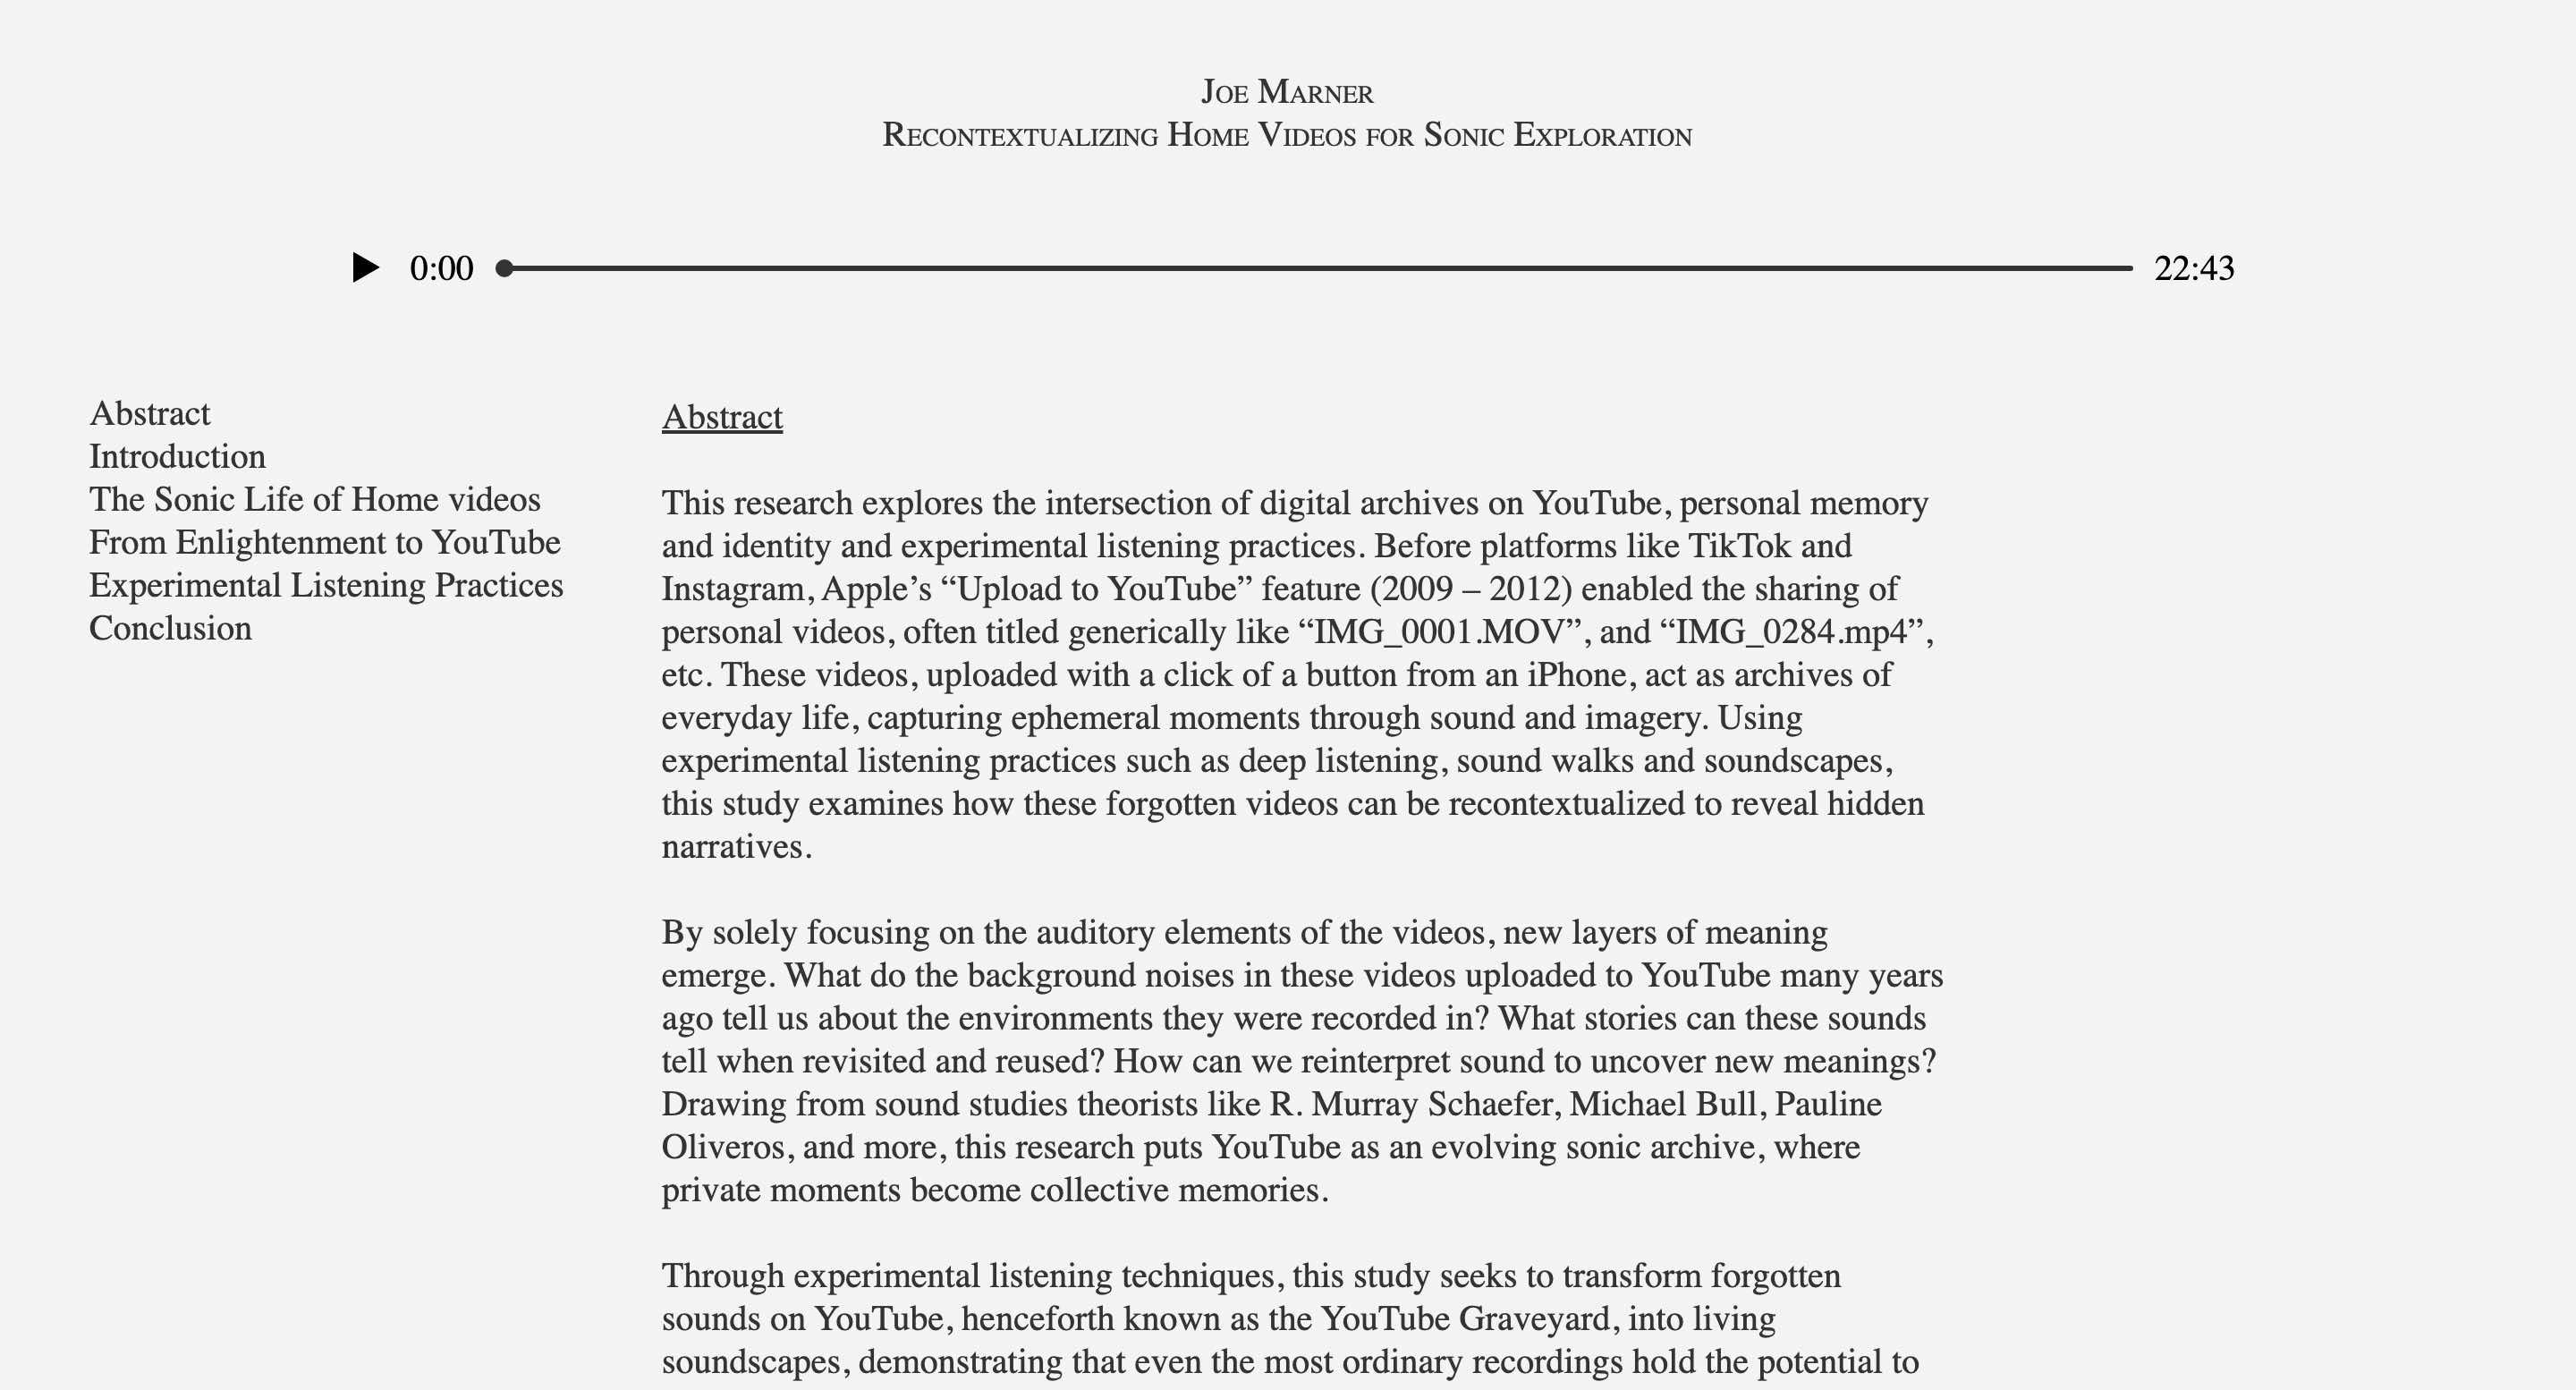 Joe Marner
Recontextualizing Home Videos for Sonic Exploration
0:00
22:43
Abstract
Introduction
The Sonic Life of Home videos
From Enlightenment to YouTube
Experimental Listening Practices
Conclusion
Abstract
This research explores the intersection of digital archives on YouTube, personal memory
and identity and experimental listening practices. Before platforms like TikTok and
Instagram, Apple’s “Upload to YouTube” feature (2009 – 2012) enabled the sharing of
personal videos, often titled generically like “IMG_0001.MOV”, and “IMG_0284.mp4”,
etc. These videos, uploaded with a click of a button from an iPhone, act as archives of
everyday life, capturing ephemeral moments through sound and imagery. Using
experimental listening practices such as deep listening, sound walks and soundscapes,
this study examines how these forgotten videos can be recontextualized to reveal hidden
narratives.
By solely focusing on the auditory elements of the videos, new layers of meaning
emerge. What do the background noises in these videos uploaded to YouTube many years
ago tell us about the environments they were recorded in? What stories can these sounds
tell when revisited and reused? How can we reinterpret sound to uncover new meanings?
Drawing from sound studies theorists like R. Murray Schaefer, Michael Bull, Pauline
Oliveros, and more, this research puts YouTube as an evolving sonic archive, where
private moments become collective memories.
Through experimental listening techniques, this study seeks to transform forgotten
sounds on YouTube, henceforth known as the YouTube Graveyard, into living
soundscapes, demonstrating that even the most ordinary recordings hold the potential to